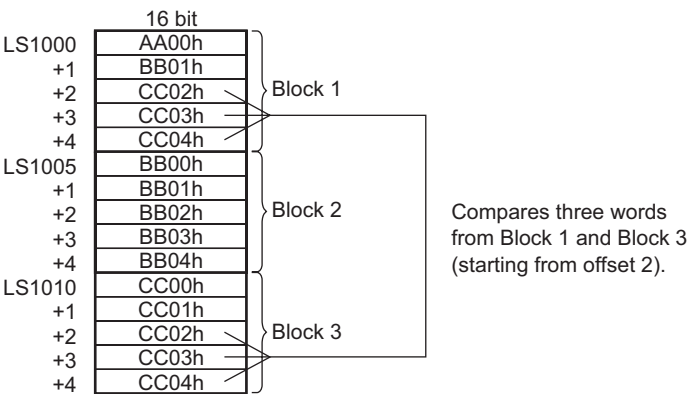 16 bit
LS1000 AA00h
+1 BB01h
+2 CC02h Block 1
+3 CC03h
+4 CC04h
LS1005 BB00h
+1 BB01h
+2 BB02h Block 2 Compares three words
+3 BB03h from Block 1 and Block 3
+4 BB04h (starting from offset 2).
LS1010 CC00h
+1 CC01h
+2 CC02h Block 3
+3 CC03h
+4 CC04h